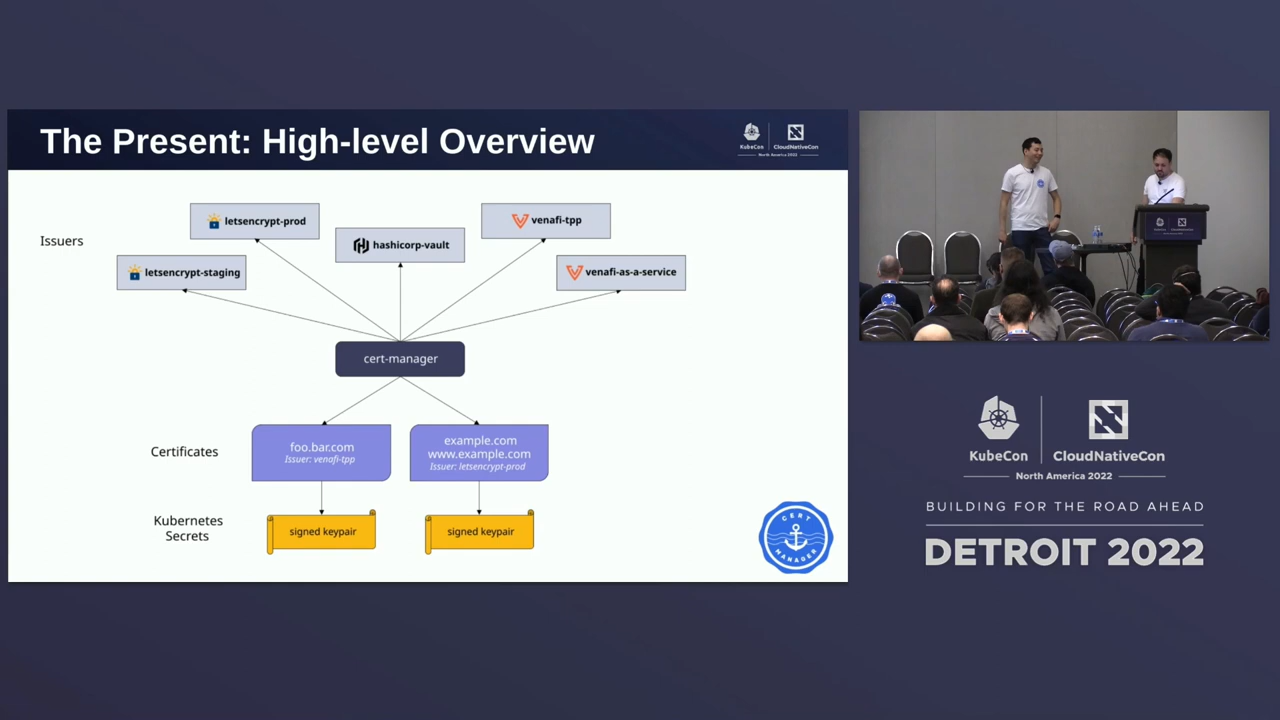 The Present: High-level Overview
KubeCon
CloudNativeCon
North America 2022
Issuers
letsencrypt-prod
hashicorp-vault
venafi-tpp
letsencrypt-staging
venafi-as-a-service
cert-manager
Certificates
foo.bar.com
Issuer: venafi-tpp
example.com
www.example.com
Issuer: letsencrypt-prod
Kubernetes
Secrets
signed keypair
signed keypair
CERT
MANAGER
KubeCon
CloudNativeCon
North America 2022
BUILDING FOR THE ROAD AHEAD
DETROIT 2022